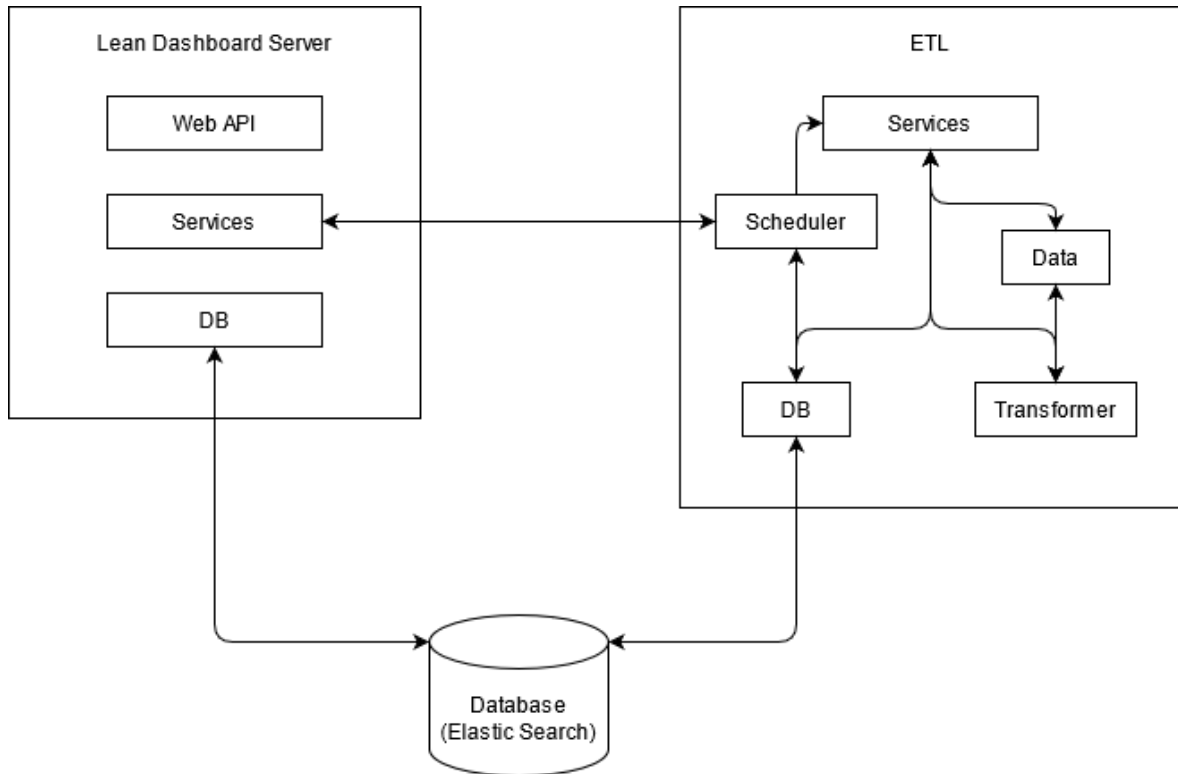 Lean Dashboard Server
Web API
Services
DB
ETL
Services
Scheduler
Data
DB
Transformer
Database
(Elastic Search)